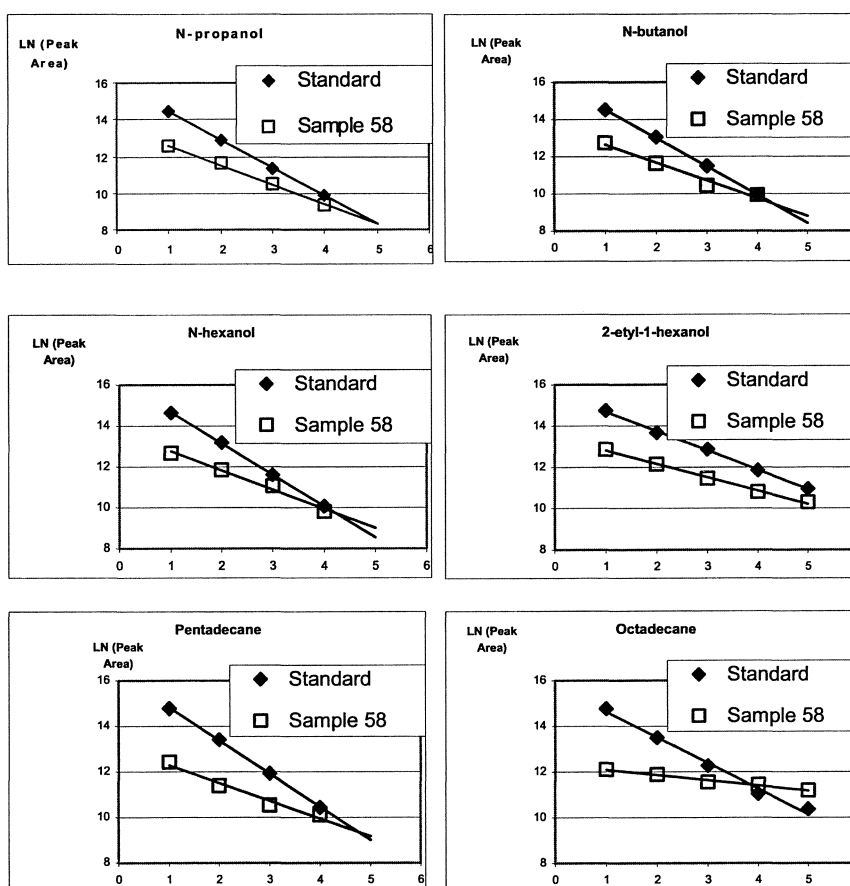 N-propanol
LN (Peak
Area)
16
14
12
10
8
0 1 2 3 4 5 6
Standard
Sample 58
N-butanol
LN (Peak
Area)
16
14
12
10
8
0 1 2 3 4 5
Standard
Sample 58
N-hexanol
LN (Peak
Area)
16
14
12
10
8
0 1 2 3 4 5 6
Standard
Sample 58
2-etyl-1-hexanol
LN (Peak
Area)
16
14
12
10
8
0 1 2 3 4 5
Standard
Sample 58
Pentadecane
LN (Peak
Area)
16
14
12
10
8
0 1 2 3 4 5 6
Standard
Sample 58
Octadecane
LN (Peak
Area)
16
14
12
10
8
0 1 2 3 4 5
Standard
Sample 58